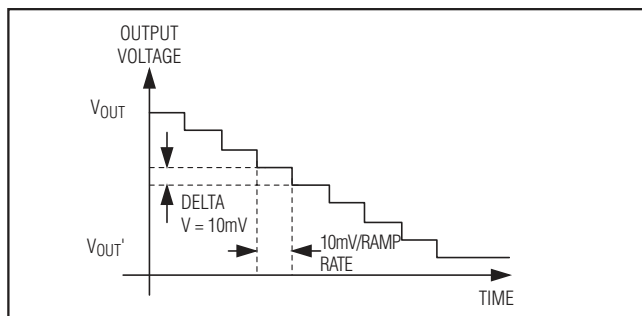 OUTPUT
VOLTAGE
VOUT
DELTA
V = 10mV
10mV/RAMP
RATE
VOUT'
TIME